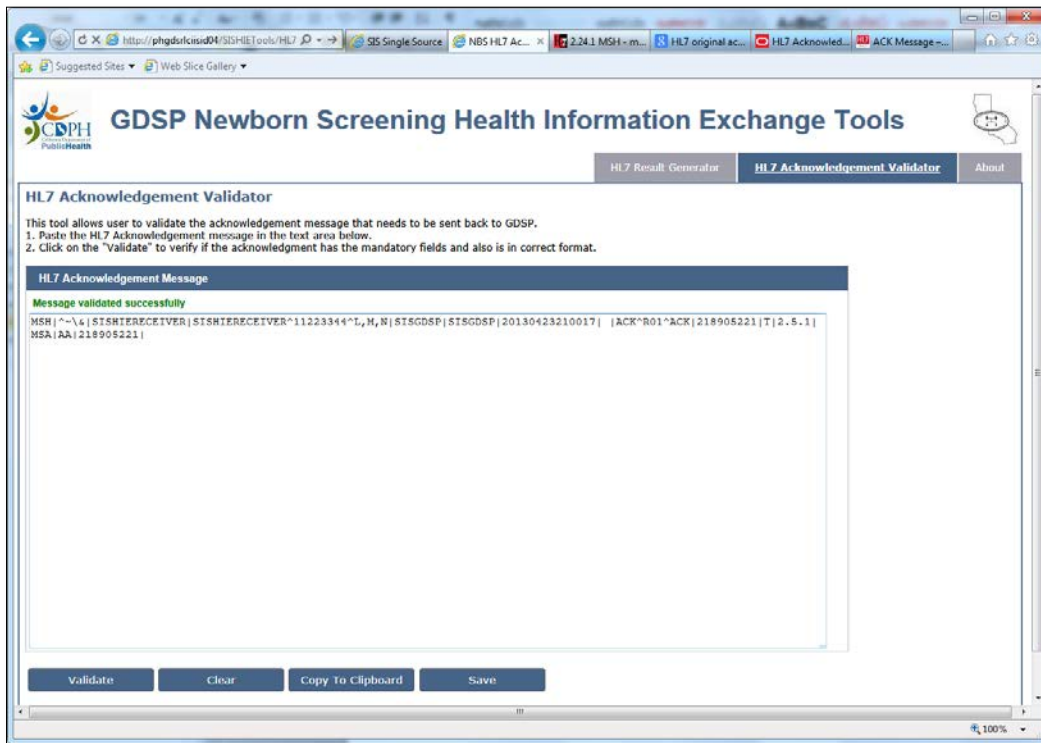 http://phgdsrlciisid04/SISHIETools/HL7
SIS Single Source
NBS HL7 Ac...
2.24.1 MSH - m...
HL7 original ac...
HL7 Acknowled...
ACK Message -...
Suggested Sites
Web Slice Gallery
CDPH
PublicHealth
GDSP Newborn Screening Health Information Exchange Tools
HL7 Result Generator
HL7 Acknowledgement Validator
About
HL7 Acknowledgement Validator
This tool allows user to validate the acknowledgement message that needs to be sent back to GDSP.
1. Paste the HL7 Acknowledgement message in the text area below.
2. Click on the "Validate" to verify if the acknowledgment has the mandatory fields and also is in correct format.
HL7 Acknowledgement Message
Message validated successfully
MSH|^~\&|SISHIERECEIVER|SISHIERECEIVER^11223344^L,M,N|SISGDSP|SISGDSP|20130423210017| |ACK^R01^ACK|218905221|T|2.5.1|
MSA|AA|218905221|
Validate
Clear
Copy To Clipboard
Save
100%